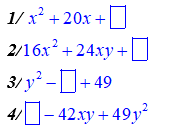 1/ x² + 20x + □
2/ 16x² + 24xy + □
3/ y² − □ + 49
4/ □ − 42xy + 49y²